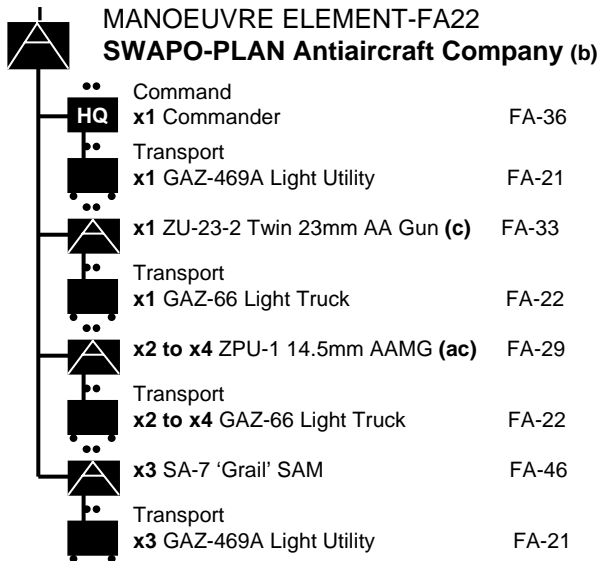 MANOEUVRE ELEMENT-FA22
SWAPO-PLAN Antiaircraft Company (b)
Command
HQ x1 Commander FA-36
Transport
x1 GAZ-469A Light Utility FA-21
x1 ZU-23-2 Twin 23mm AA Gun (c) FA-33
Transport
x1 GAZ-66 Light Truck FA-22
x2 to x4 ZPU-1 14.5mm AAMG (ac) FA-29
Transport
x2 to x4 GAZ-66 Light Truck FA-22
x3 SA-7 ‘Grail’ SAM FA-46
Transport
x3 GAZ-469A Light Utility FA-21